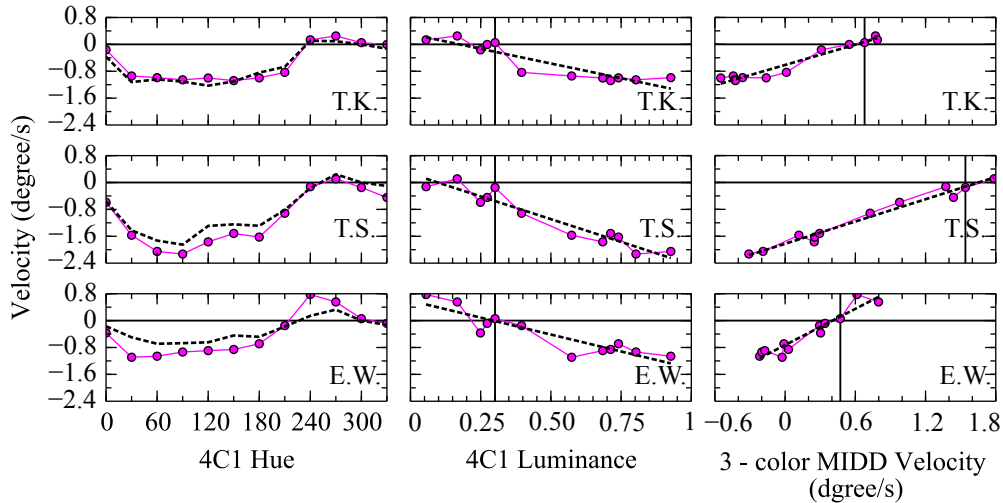 Velocity (degree/s)
0.8
0
−0.8
−1.6
−2.4
T.K.
T.K.
T.K.
0.8
0
−0.8
−1.6
−2.4
T.S.
T.S.
T.S.
0.8
0
−0.8
−1.6
−2.4
E.W.
E.W.
E.W.
0 60 120 180 240 300
0 0.25 0.50 0.75 1
−0.6 0 0.6 1.2 1.8
4C1 Hue
4C1 Luminance
3 - color MIDD Velocity
(dgree/s)